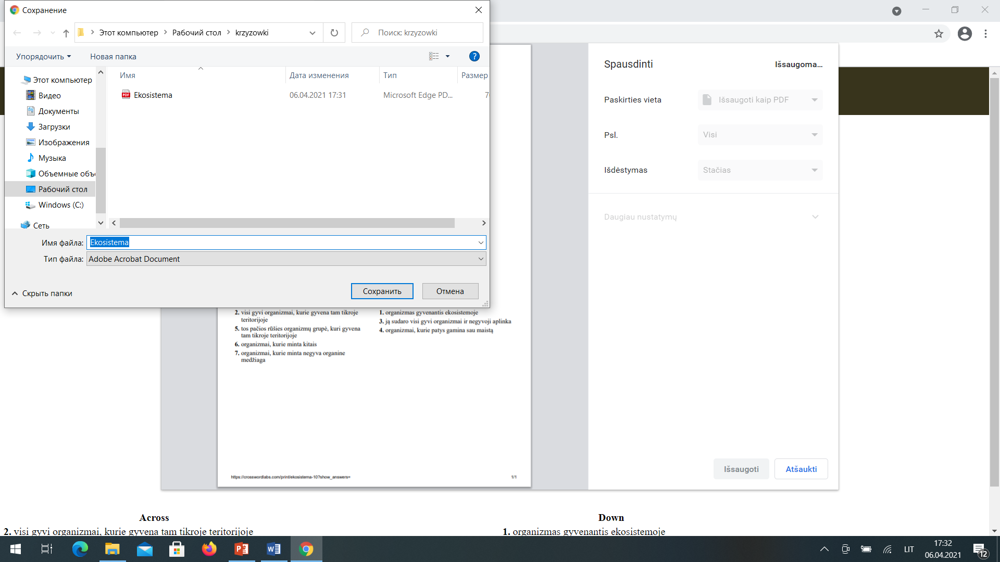 Сохранение
Этот компьютер > Рабочий стол > krzyzowki
Поиск: krzyzowki
Упорядочить
Новая папка
?
Имя
Дата изменения
Тип
Размер
Этот компьютер
Видео
Документы
Загрузки
Изображения
Музыка
Объемные объ
Рабочий стол
Windows (C:)
Сеть
PDF Ekosistema
06.04.2021 17:31
Microsoft Edge PD...
Имя файла: Ekosistema
Тип файла: Adobe Acrobat Document
Скрыть папки
Сохранить
Отмена
Spausdinti
Išsaugoma...
Paskirties vieta
Išsaugoti kaip PDF
Psl.
Visi
Išdėstymas
Stačias
Daugiau nustatymų
Išsaugoti
Atšaukti
2. visi gyvi organizmai, kurie gyvena tam tikroje
teritorijoje
5. tos pačios rūšies organizmų grupė, kuri gyvena
tam tikroje teritorijoje
6. organizmai, kurie minta kitais
7. organizmai, kurie minta negyva organine
medžiaga
1. organizmas gyvenantis ekosistemoje
3. ją sudaro visi gyvi organizmai ir negyvoji aplinka
4. organizmai, kurie patys gamina sau maistą
https://crosswordlabs.com/print/ekosistema-10?show_answers=
1/1
Across
2. visi gyvi organizmai, kurie gyvena tam tikroje teritorijoje
Down
1. organizmas gyvenantis ekosistemoje
LIT
17:32
06.04.2021
12